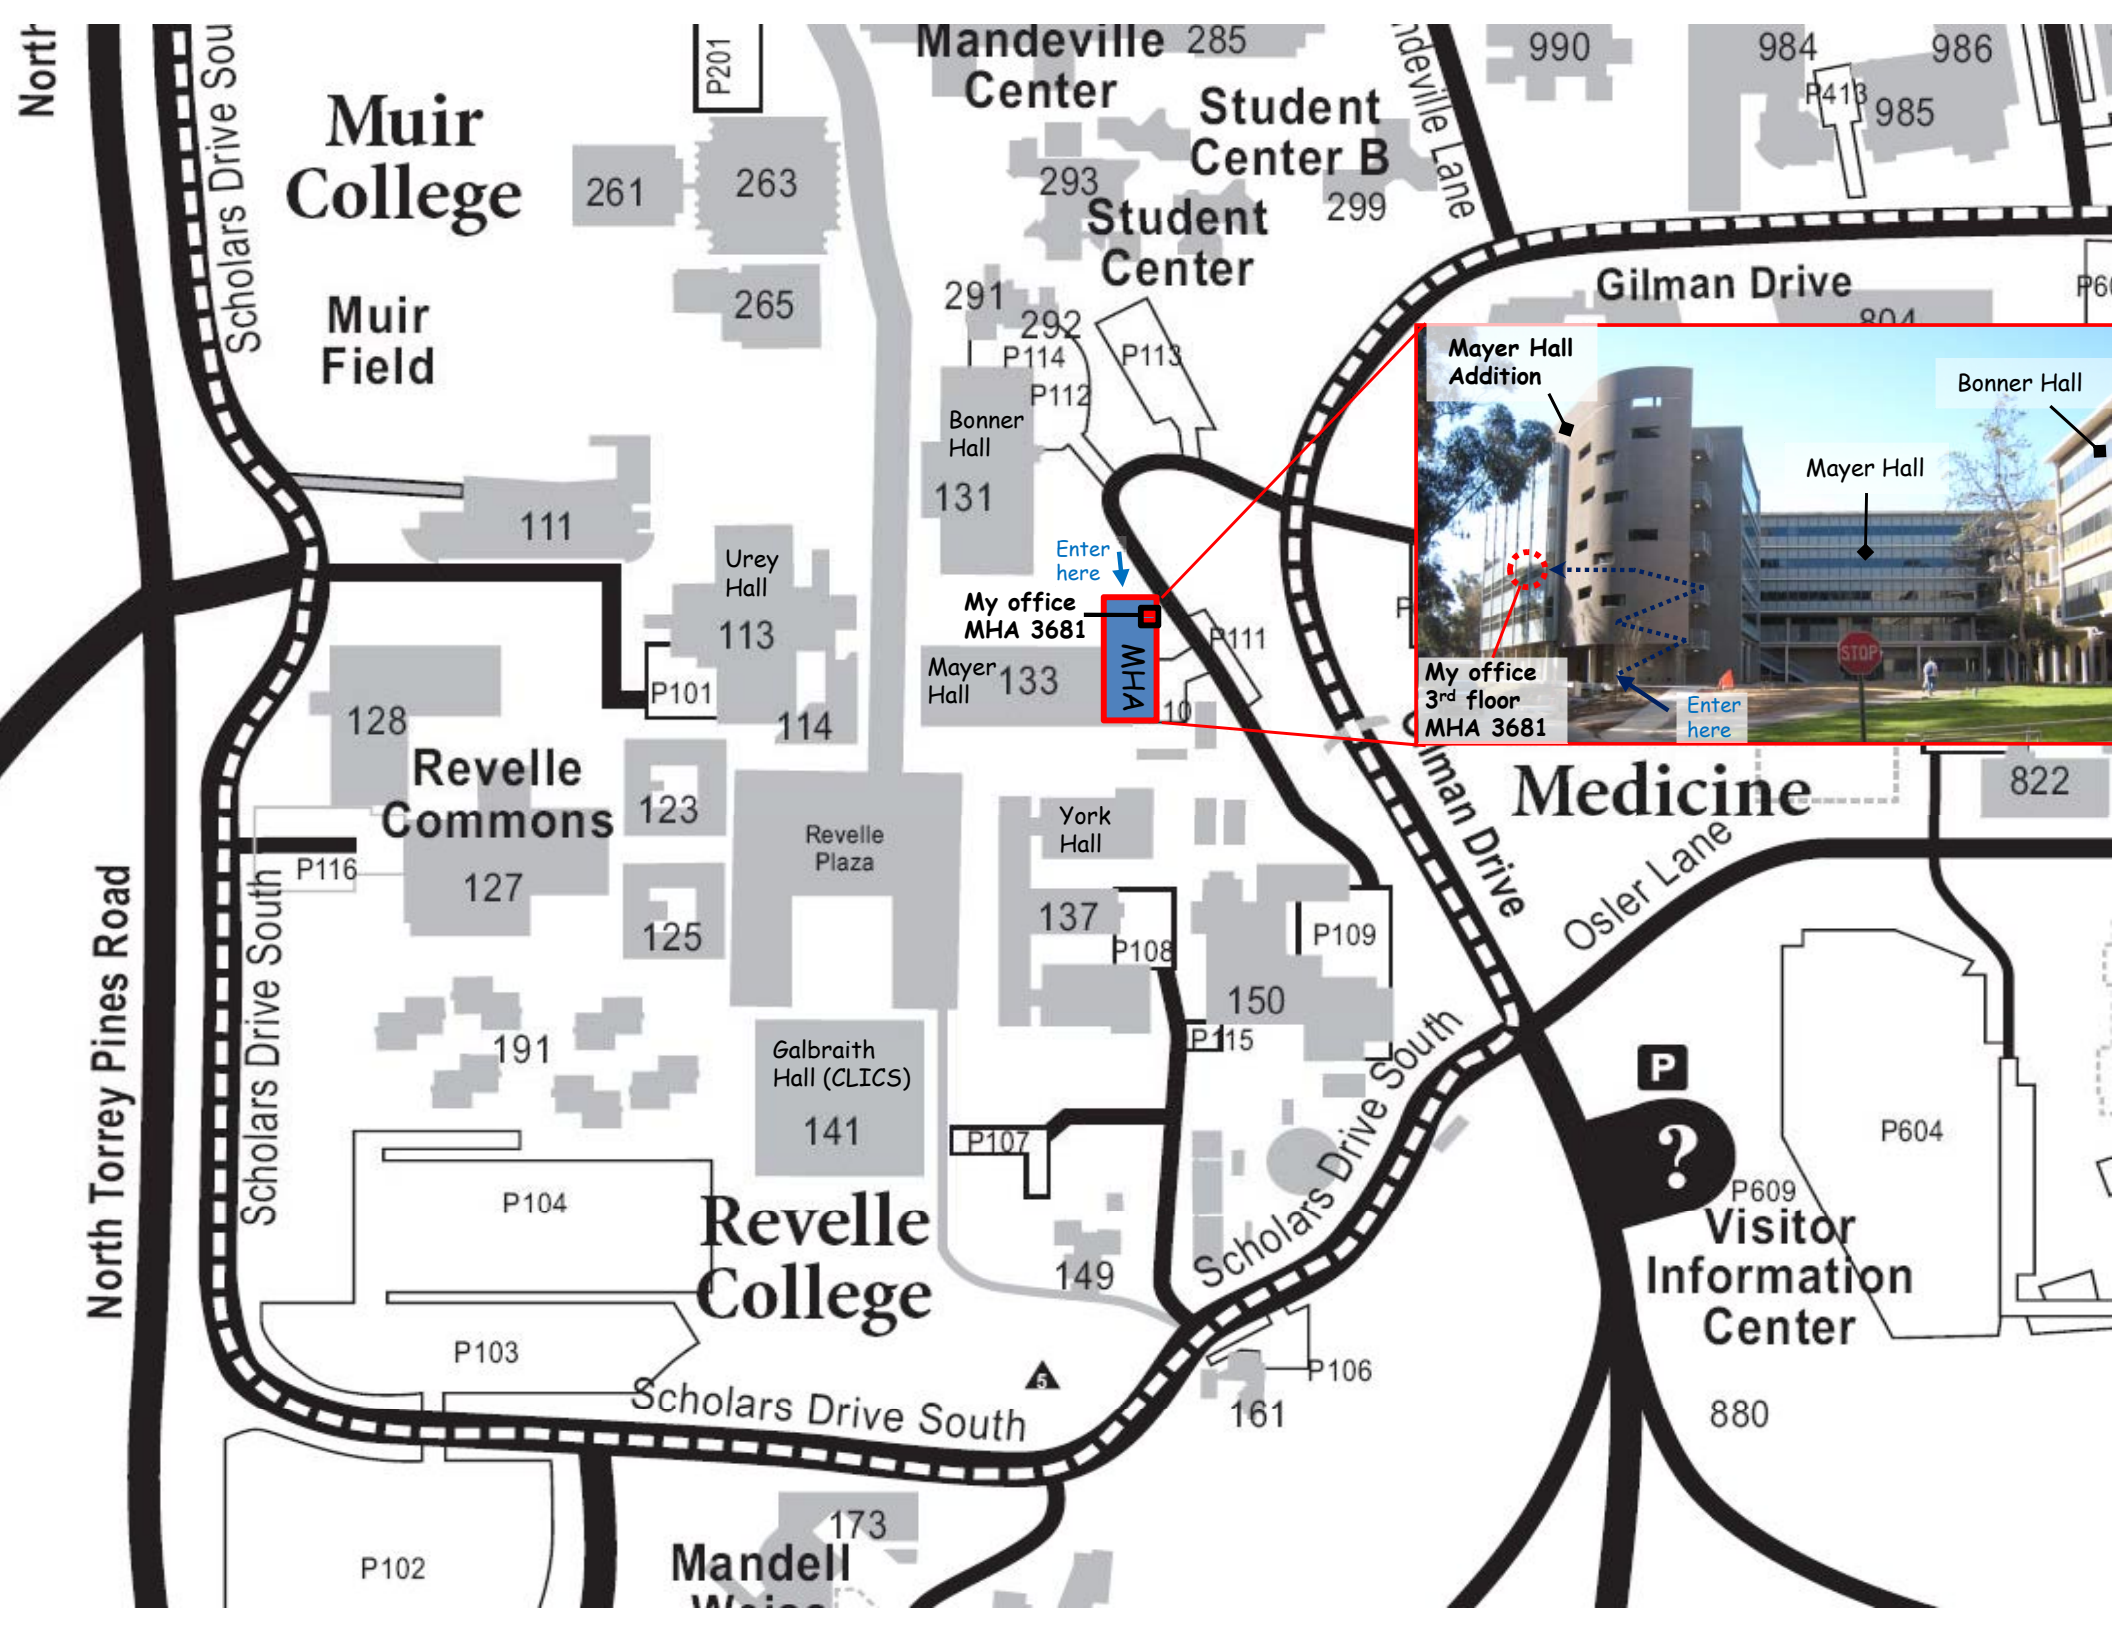 North
Scholars Drive Sou
Muir
College
Muir
Field
P201
261
263
265
Mandeville
Center
285
Student
Center B
293
299
Student
Center
291
292
P114
P112
P113
ndeville Lane
990
984
986
P413
985
Gilman Drive
804
P60
Mayer Hall
Addition
Bonner Hall
Mayer Hall
STOP
My office
3rd floor
MHA 3681
Enter
here
Bonner
Hall
131
111
Urey
Hall
113
Enter
here
My office
MHA 3681
MHA
P111
Mayer
Hall
133
10
P101
114
128
Revelle
Commons
123
127
125
P116
Revelle
Plaza
York
Hall
137
P108
150
P109
P115
Gilman Drive
Medicine
822
Osler Lane
North Torrey Pines Road
Scholars Drive South
191
Galbraith
Hall (CLICS)
141
P107
149
Scholars Drive South
P
?
P609
Visitor
Information
Center
P604
880
P104
Revelle
College
P103
5
Scholars Drive South
P106
161
P102
173
Mandell
Weiss